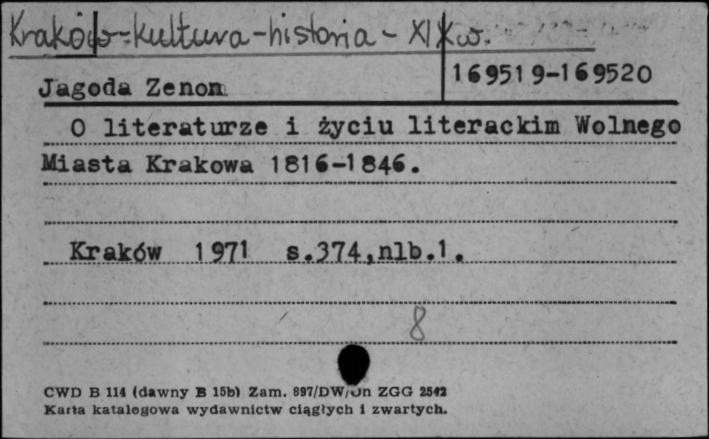 Kraków-kultura-historia - XIX w.
Jagoda Zenon
169519-169520
O literaturze i życiu literackim Wolnego
Miasta Krakowa 1816-1846.
Kraków 1971 s.374,nlb.1.
8
CWD B 114 (dawny B 15b) Zam. 897/DW/Un ZGG 2542
Karta katalogowa wydawnictw ciągłych i zwartych.